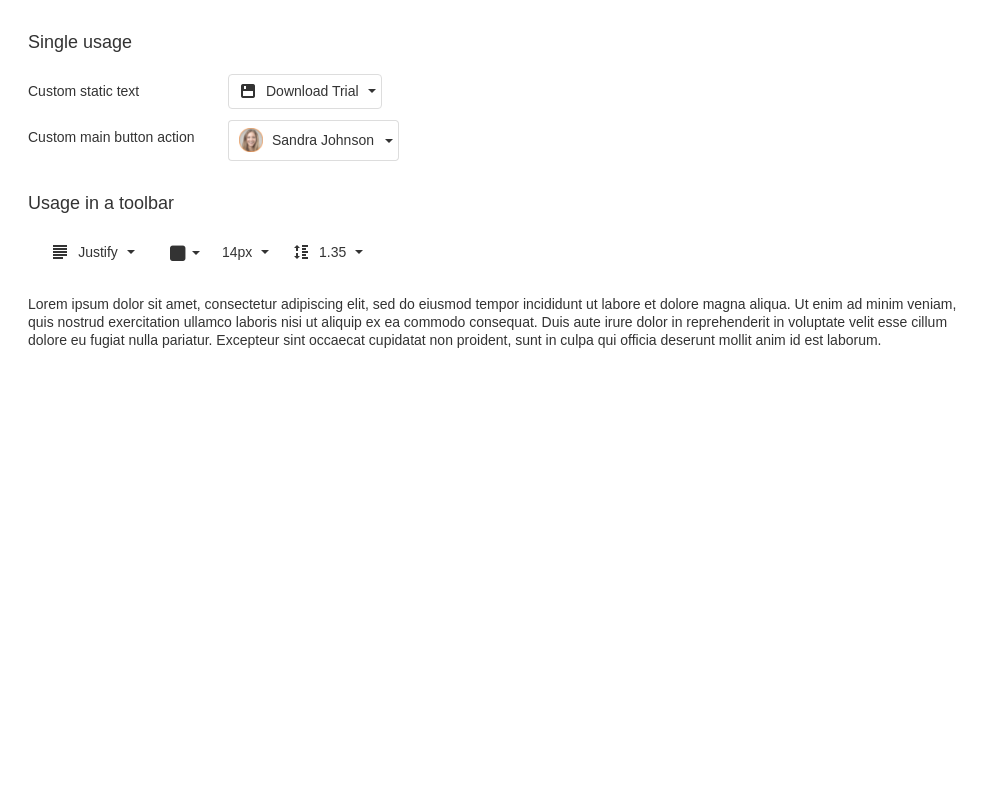 Single usage
Custom static text
Download Trial
Custom main button action
Sandra Johnson
Usage in a toolbar
Justify
14px
1.35
Lorem ipsum dolor sit amet, consectetur adipiscing elit, sed do eiusmod tempor incididunt ut labore et dolore magna aliqua. Ut enim ad minim veniam,
quis nostrud exercitation ullamco laboris nisi ut aliquip ex ea commodo consequat. Duis aute irure dolor in reprehenderit in voluptate velit esse cillum
dolore eu fugiat nulla pariatur. Excepteur sint occaecat cupidatat non proident, sunt in culpa qui officia deserunt mollit anim id est laborum.